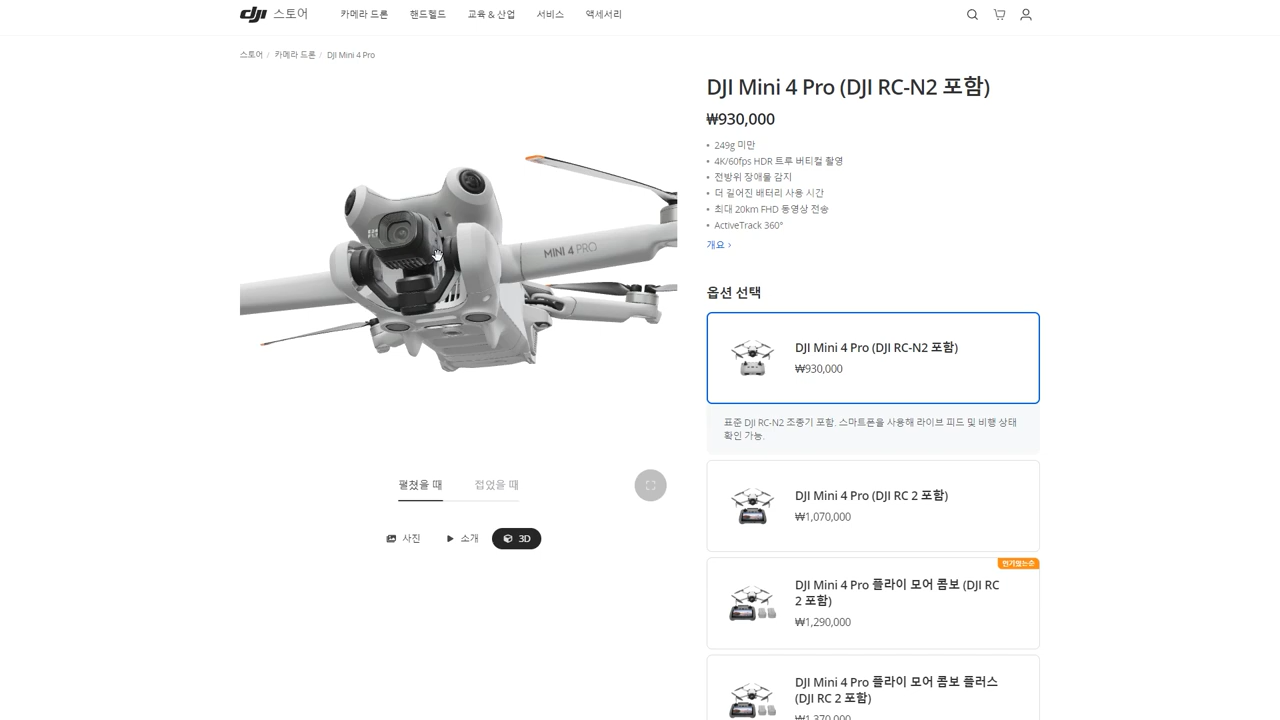 dji 스토어
카메라 드론
핸드헬드
교육 & 산업
서비스
액세서리
스토어 / 카메라 드론 / DJI Mini 4 Pro
MINI 4 PRO
펼쳤을 때
접었을 때
사진
소개
3D
DJI Mini 4 Pro (DJI RC-N2 포함)
₩930,000
• 249g 미만
• 4K/60fps HDR 트루 버티컬 촬영
• 전방위 장애물 감지
• 더 길어진 배터리 사용 시간
• 최대 20km FHD 동영상 전송
• ActiveTrack 360°
개요 >
옵션 선택
DJI Mini 4 Pro (DJI RC-N2 포함)
₩930,000
표준 DJI RC-N2 조종기 포함. 스마트폰을 사용해 라이브 피드 및 비행 상태
확인 가능.
DJI Mini 4 Pro (DJI RC 2 포함)
₩1,070,000
인기있는순
DJI Mini 4 Pro 플라이 모어 콤보 (DJI RC
2 포함)
₩1,290,000
DJI Mini 4 Pro 플라이 모어 콤보 플러스
(DJI RC 2 포함)
₩1,370,000